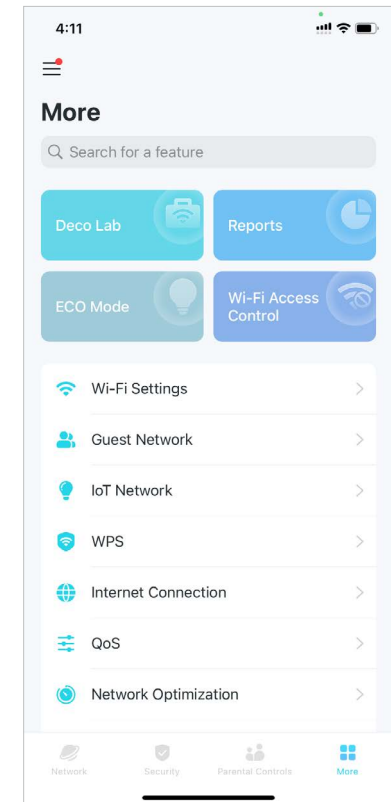 4:11
More
Search for a feature
Deco Lab
Reports
ECO Mode
Wi-Fi Access
Control
Wi-Fi Settings
Guest Network
IoT Network
WPS
Internet Connection
QoS
Network Optimization
Network
Security
Parental Controls
More